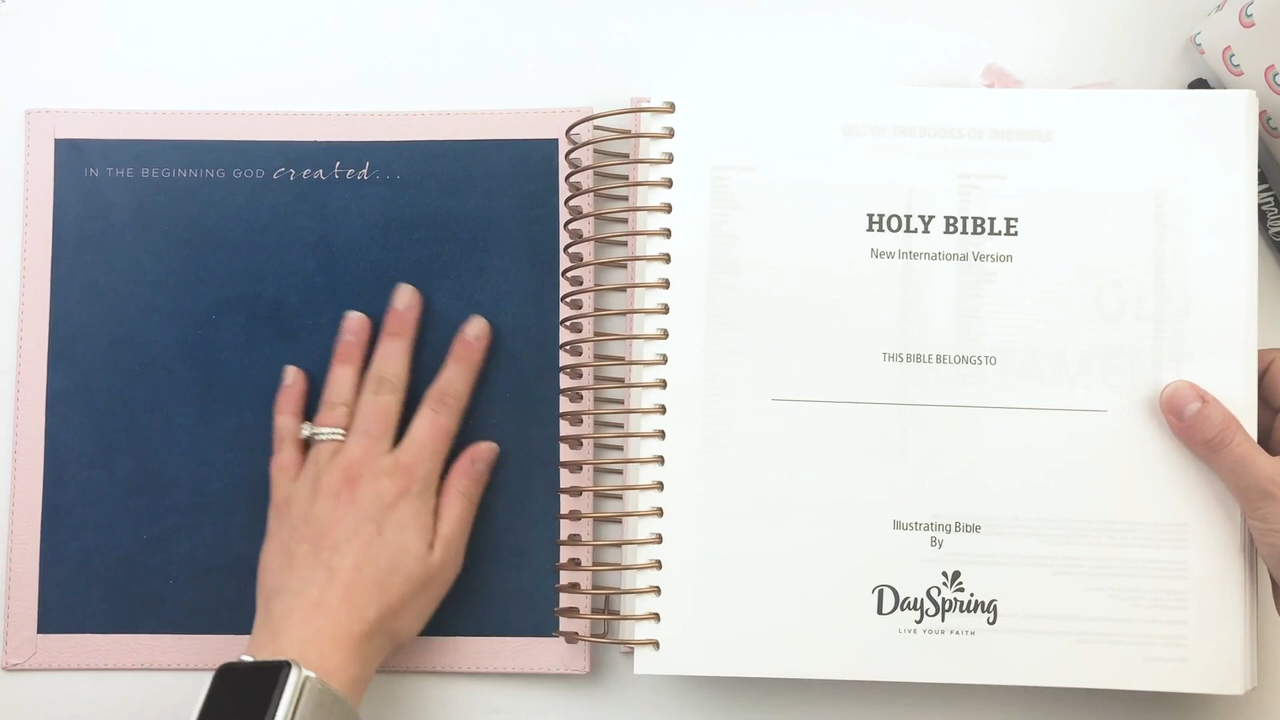 IN THE BEGINNING GOD created...
HOLY BIBLE
New International Version
THIS BIBLE BELONGS TO
Illustrating Bible
By
DaySpring
LIVE YOUR FAITH